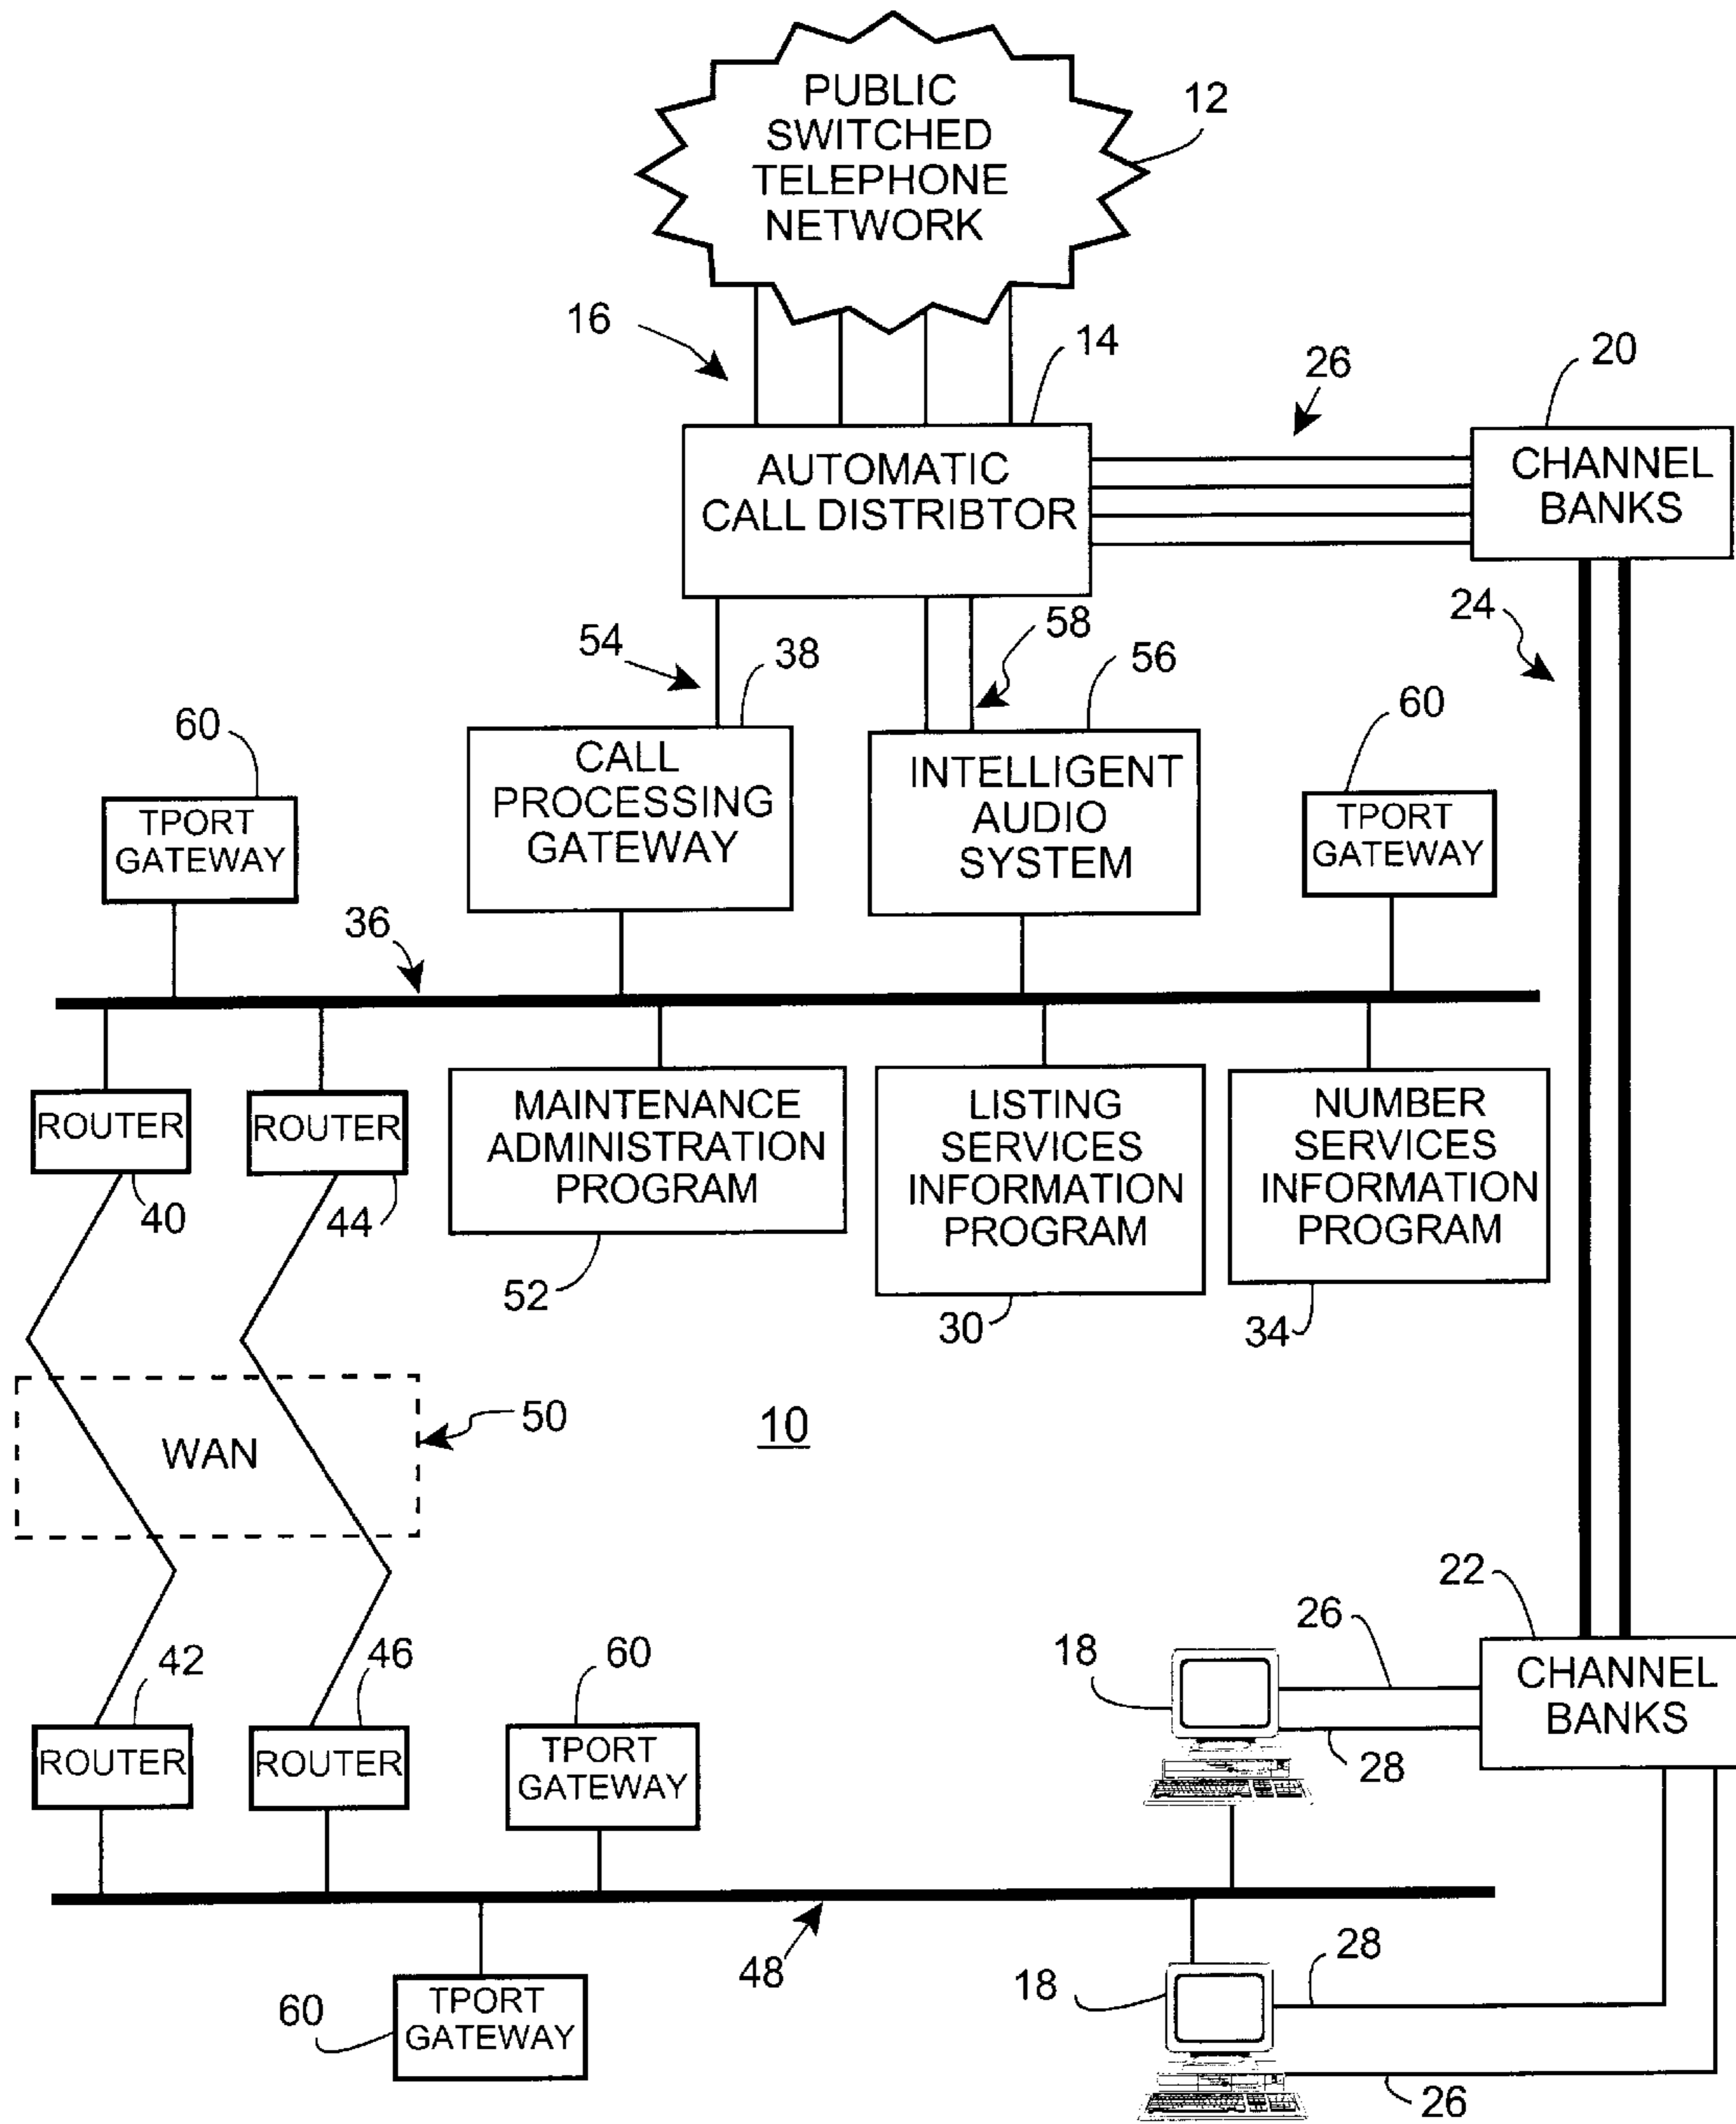 PUBLIC
SWITCHED
TELEPHONE
NETWORK
12
16
14
26
20
AUTOMATIC
CALL DISTRIBTOR
CHANNEL
BANKS
24
54
38
58
56
60
60
CALL
PROCESSING
GATEWAY
INTELLIGENT
AUDIO
SYSTEM
TPORT
GATEWAY
TPORT
GATEWAY
36
ROUTER
ROUTER
MAINTENANCE
ADMINISTRATION
PROGRAM
LISTING
SERVICES
INFORMATION
PROGRAM
NUMBER
SERVICES
INFORMATION
PROGRAM
40
44
52
30
34
WAN
50
10
22
26
18
28
CHANNEL
BANKS
42
46
60
ROUTER
ROUTER
TPORT
GATEWAY
48
28
18
26
60
TPORT
GATEWAY